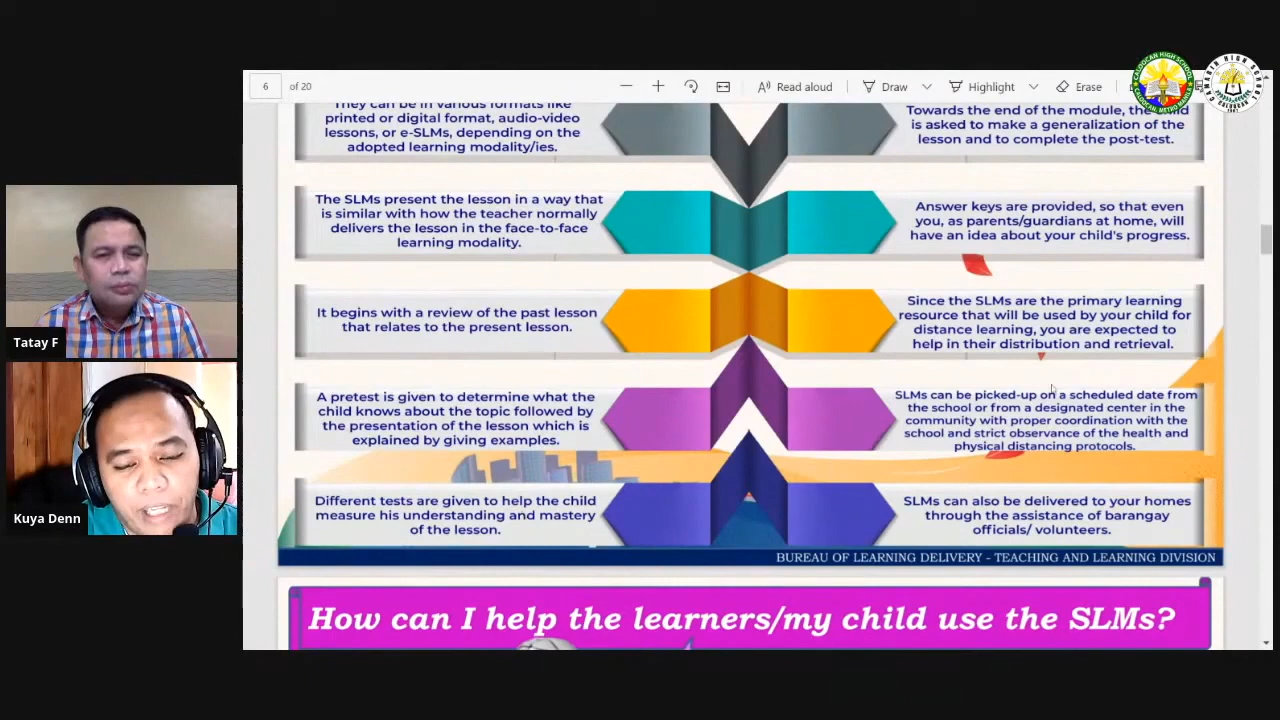 6 of 20
Read aloud
Draw
Highlight
Erase
They can be in various formats like
printed or digital format, audio-video
lessons, or e-SLMs, depending on the
adopted learning modality/ies.
Towards the end of the module, the child
is asked to make a generalization of the
lesson and to complete the post-test.
The SLMs present the lesson in a way that
is similar with how the teacher normally
delivers the lesson in the face-to-face
learning modality.
Answer keys are provided, so that even
you, as parents/guardians at home, will
have an idea about your child's progress.
It begins with a review of the past lesson
that relates to the present lesson.
Since the SLMs are the primary learning
resource that will be used by your child for
distance learning, you are expected to
help in their distribution and retrieval.
A pretest is given to determine what the
child knows about the topic followed by
the presentation of the lesson which is
explained by giving examples.
SLMs can be picked-up on a scheduled date from
the school or from a designated center in the
community with proper coordination with the
school and strict observance of the health and
physical distancing protocols.
Different tests are given to help the child
measure his understanding and mastery
of the lesson.
SLMs can also be delivered to your homes
through the assistance of barangay
officials/ volunteers.
BUREAU OF LEARNING DELIVERY - TEACHING AND LEARNING DIVISION
How can I help the learners/my child use the SLMs?
Tatay F
Kuya Denn
CALOOCAN HIGH SCHOOL
CAMARIN HIGH SCHOOL